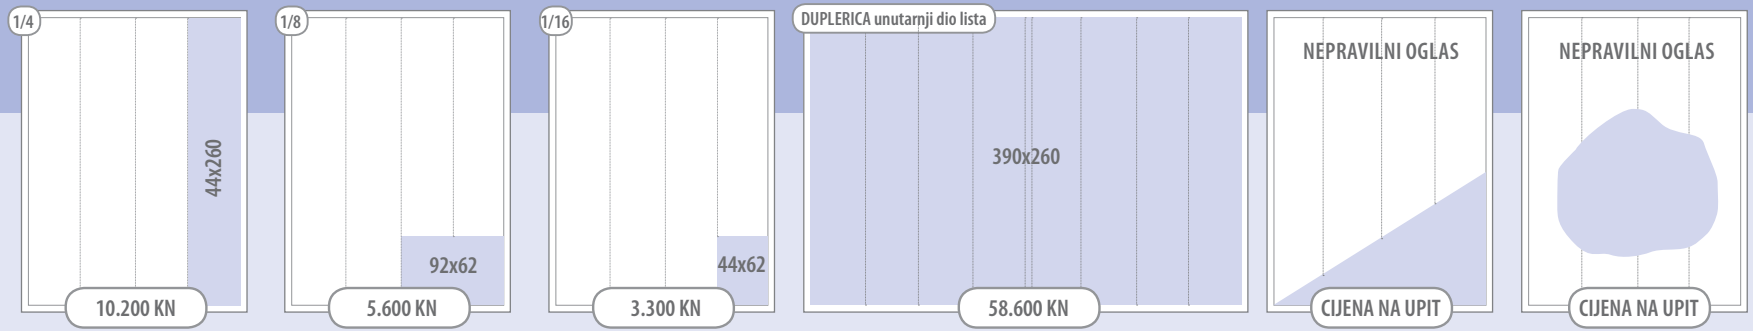 1/4
44x260
10.200 KN
1/8
92x62
5.600 KN
1/16
44x62
3.300 KN
DUPLERICA unutarnji dio lista
390x260
58.600 KN
NEPRAVILNI OGLAS
CIJENA NA UPIT
NEPRAVILNI OGLAS
CIJENA NA UPIT